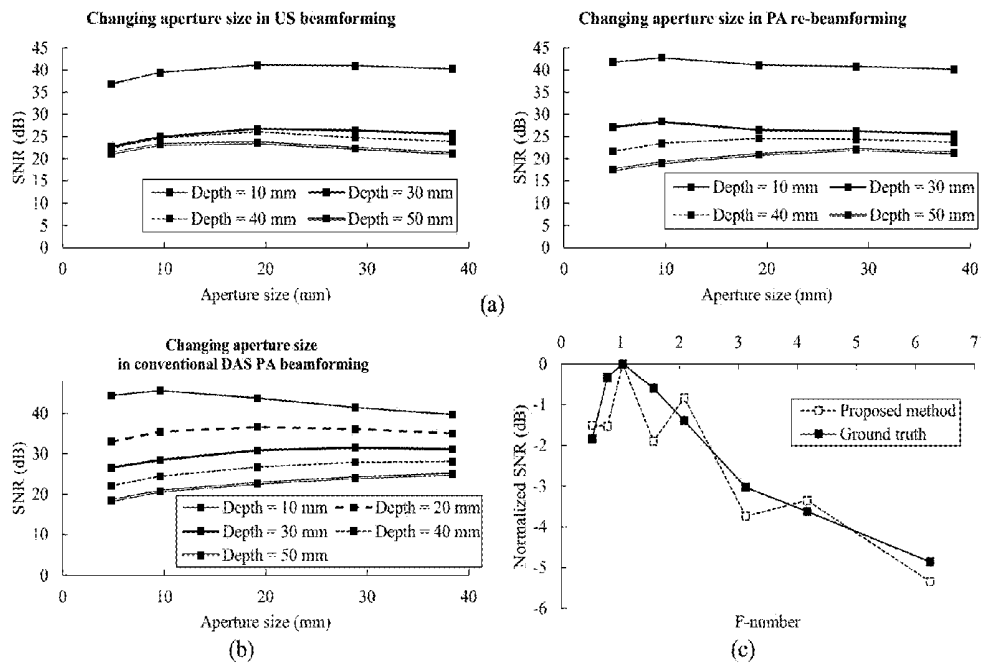 (a)
Changing aperture size in US beamforming
45
40
35
30
25
20
15
10
5
0
SNR (dB)
Depth = 10 mm
Depth = 30 mm
Depth = 40 mm
Depth = 50 mm
0 10 20 30 40
Aperture size (mm)
Changing aperture size in PA re-beamforming
45
40
35
30
25
20
15
10
5
0
SNR (dB)
Depth = 10 mm
Depth = 30 mm
Depth = 40 mm
Depth = 50 mm
0 10 20 30 40
Aperture size (mm)
(a)
Changing aperture size
in conventional DAS PA beamforming
40
30
20
10
0
SNR (dB)
Depth = 10 mm
Depth = 20 mm
Depth = 30 mm
Depth = 40 mm
Depth = 50 mm
0 10 20 30 40
Aperture size (mm)
(b)
0 1 2 3 4 5 6 7
0
-1
-2
-3
-4
-5
-6
Normalized SNR (dB)
Proposed method
Ground truth
F-number
(c)